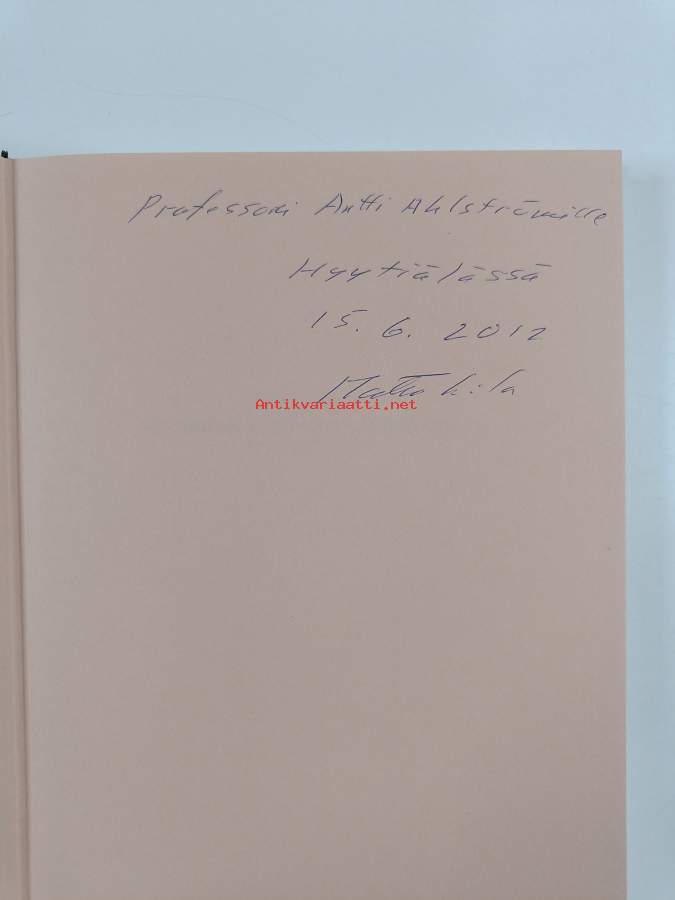 Professori Antti Ahlströmille
Hyytiälässä
15. 6. 2012
Antikvariaatti.net